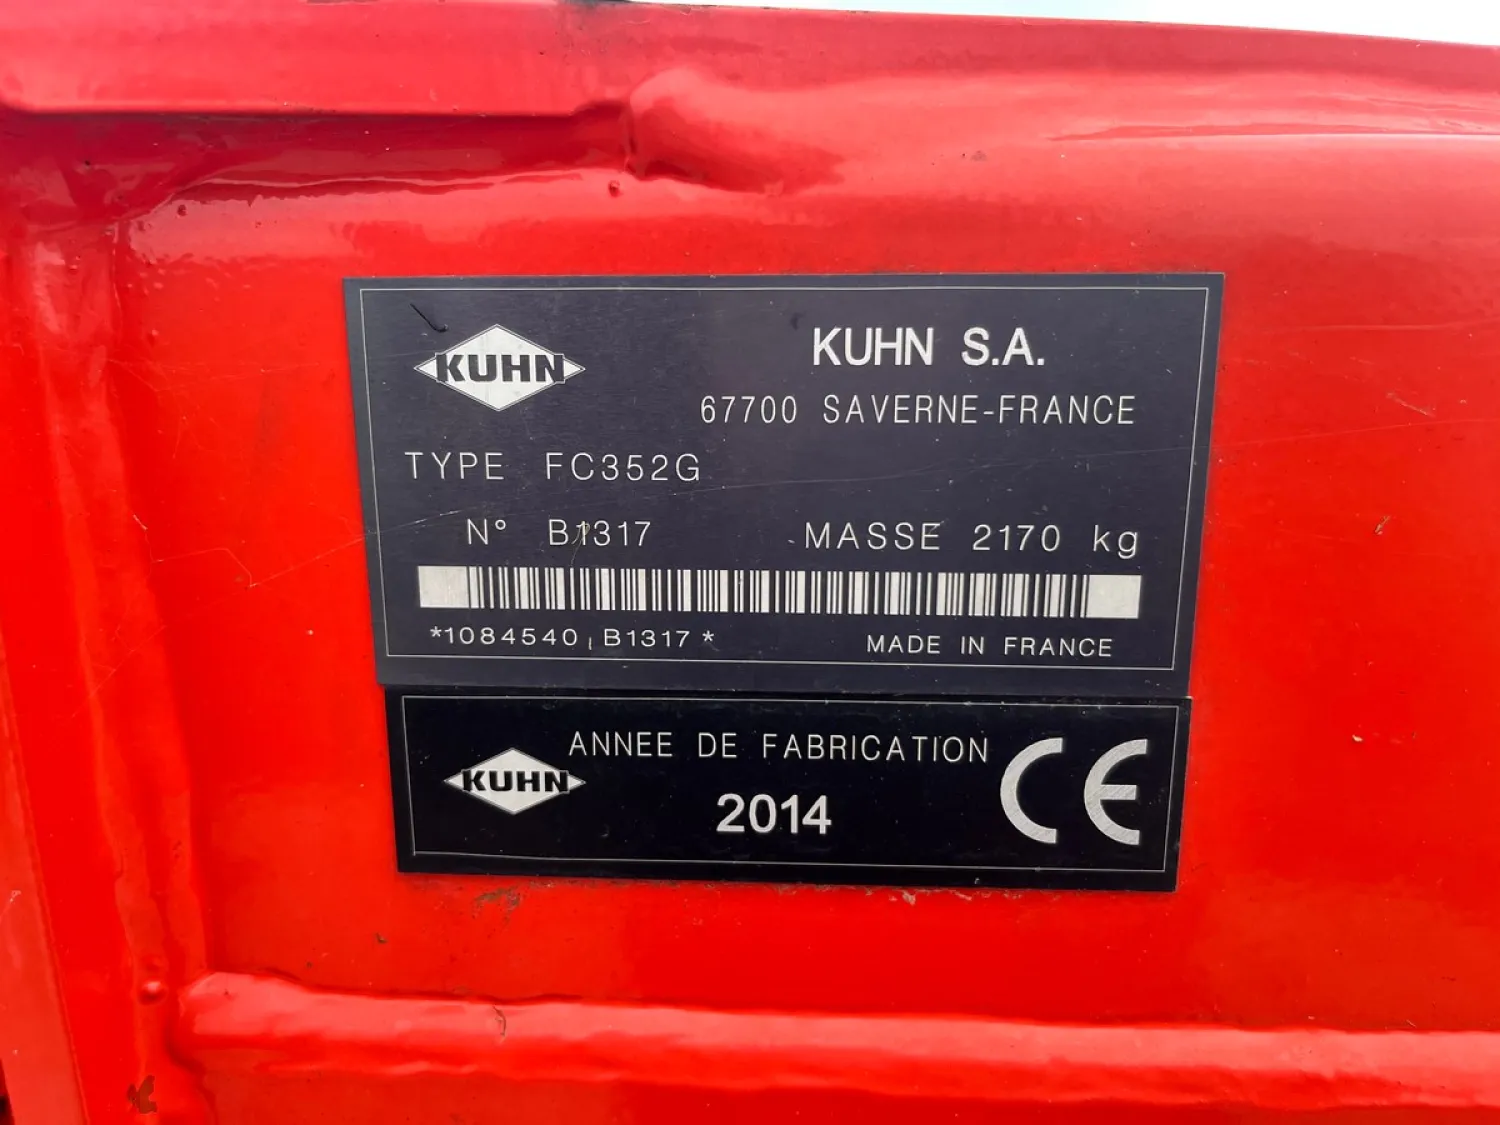 KUHN
KUHN S.A.
67700 SAVERNE-FRANCE
TYPE FC352G
N° B1317 MASSE 2170 kg
*1084540 B1317 *
MADE IN FRANCE
ANNEE DE FABRICATION
KUHN
2014
CE